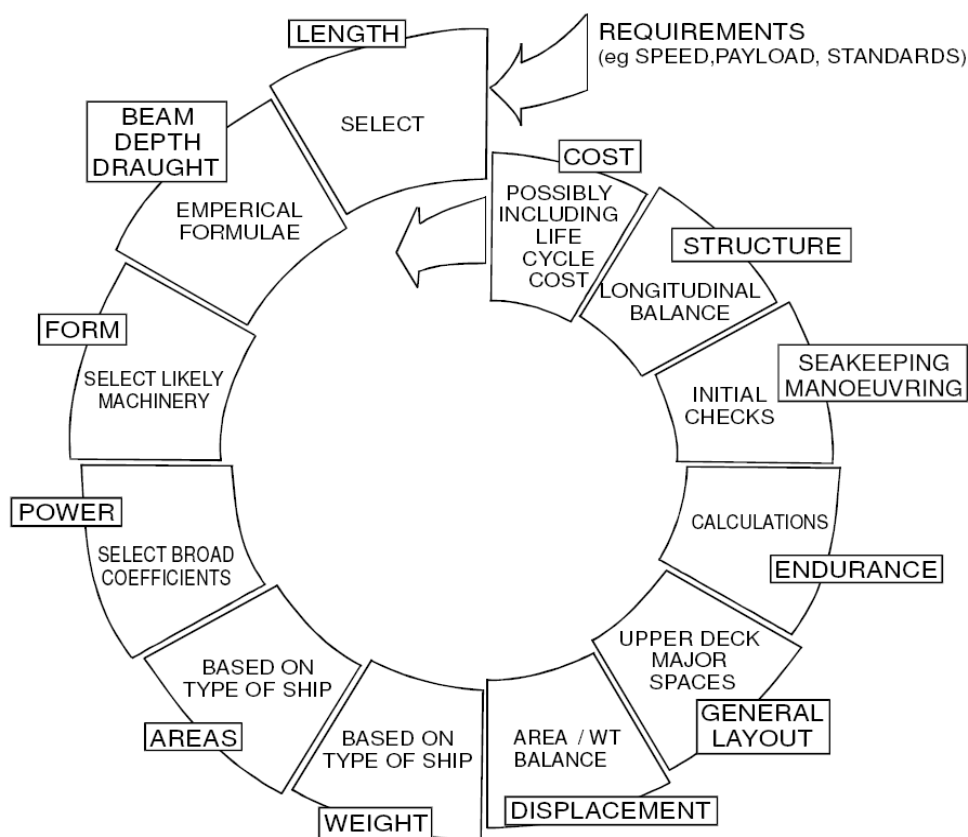 REQUIREMENTS
(eg SPEED,PAYLOAD, STANDARDS)
LENGTH
SELECT
BEAM
DEPTH
DRAUGHT
EMPERICAL
FORMULAE
FORM
SELECT LIKELY
MACHINERY
POWER
SELECT BROAD
COEFFICIENTS
AREAS
BASED ON
TYPE OF SHIP
WEIGHT
BASED ON
TYPE OF SHIP
DISPLACEMENT
AREA / WT
BALANCE
GENERAL
LAYOUT
UPPER DECK
MAJOR
SPACES
ENDURANCE
CALCULATIONS
SEAKEEPING
MANOEUVRING
INITIAL
CHECKS
STRUCTURE
LONGITUDINAL
BALANCE
COST
POSSIBLY
INCLUDING
LIFE
CYCLE
COST